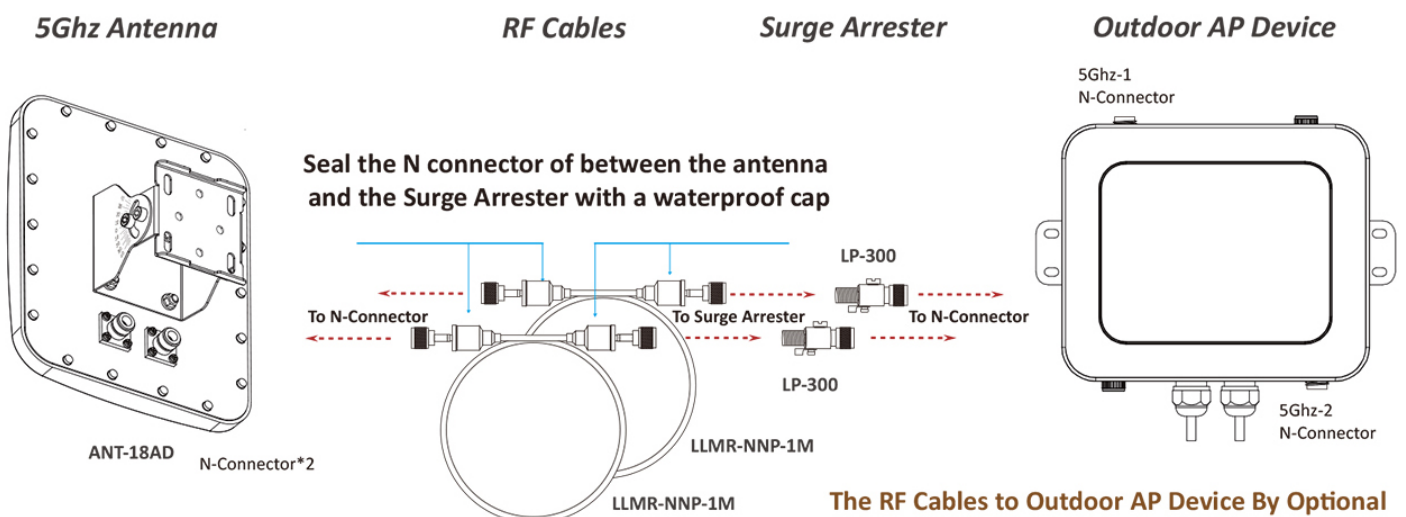 5Ghz Antenna
RF Cables
Surge Arrester
Outdoor AP Device
5Ghz-1
N-Connector
Seal the N connector of between the antenna
and the Surge Arrester with a waterproof cap
LP-300
To N-Connector
To Surge Arrester
To N-Connector
LP-300
5Ghz-2
N-Connector
ANT-18AD
N-Connector*2
LLMR-NNP-1M
LLMR-NNP-1M
The RF Cables to Outdoor AP Device By Optional